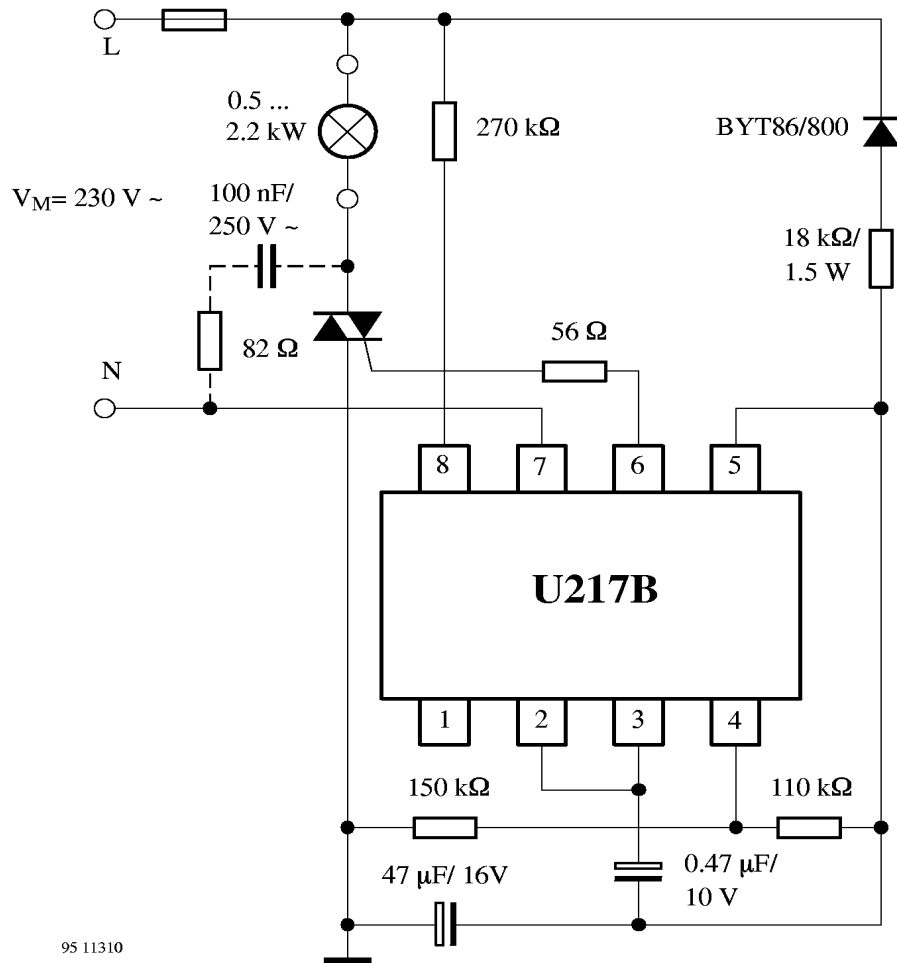 L
0.5 ...
2.2 kW
270 kΩ
BYT86/800
VM= 230 V ~
100 nF/
250 V ~
18 kΩ/
1.5 W
82 Ω
56 Ω
N
8
7
6
5
U217B
1
2
3
4
150 kΩ
110 kΩ
47 μF/ 16V
0.47 μF/
10 V
95 11310